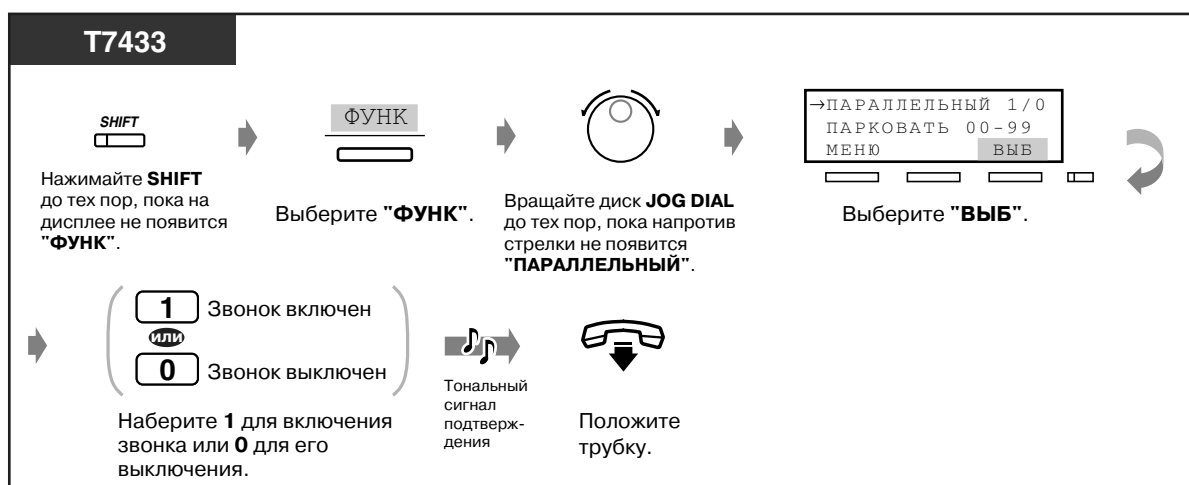 T7433
SHIFT
Нажимайте SHIFT
до тех пор, пока на
дисплее не появится
"ФУНК".
ФУНК
Выберите "ФУНК".
Вращайте диск JOG DIAL
до тех пор, пока напротив
стрелки не появится
"ПАРАЛЛЕЛЬНЫЙ".
→ПАРАЛЛЕЛЬНЫЙ 1/0
ПАРКОВАТЬ 00-99
МЕНЮ ВЫБ
Выберите "ВЫБ".
1 Звонок включен
или
0 Звонок выключен
Наберите 1 для включения
звонка или 0 для его
выключения.
Тональный
сигнал
подтверж-
дения
Положите
трубку.